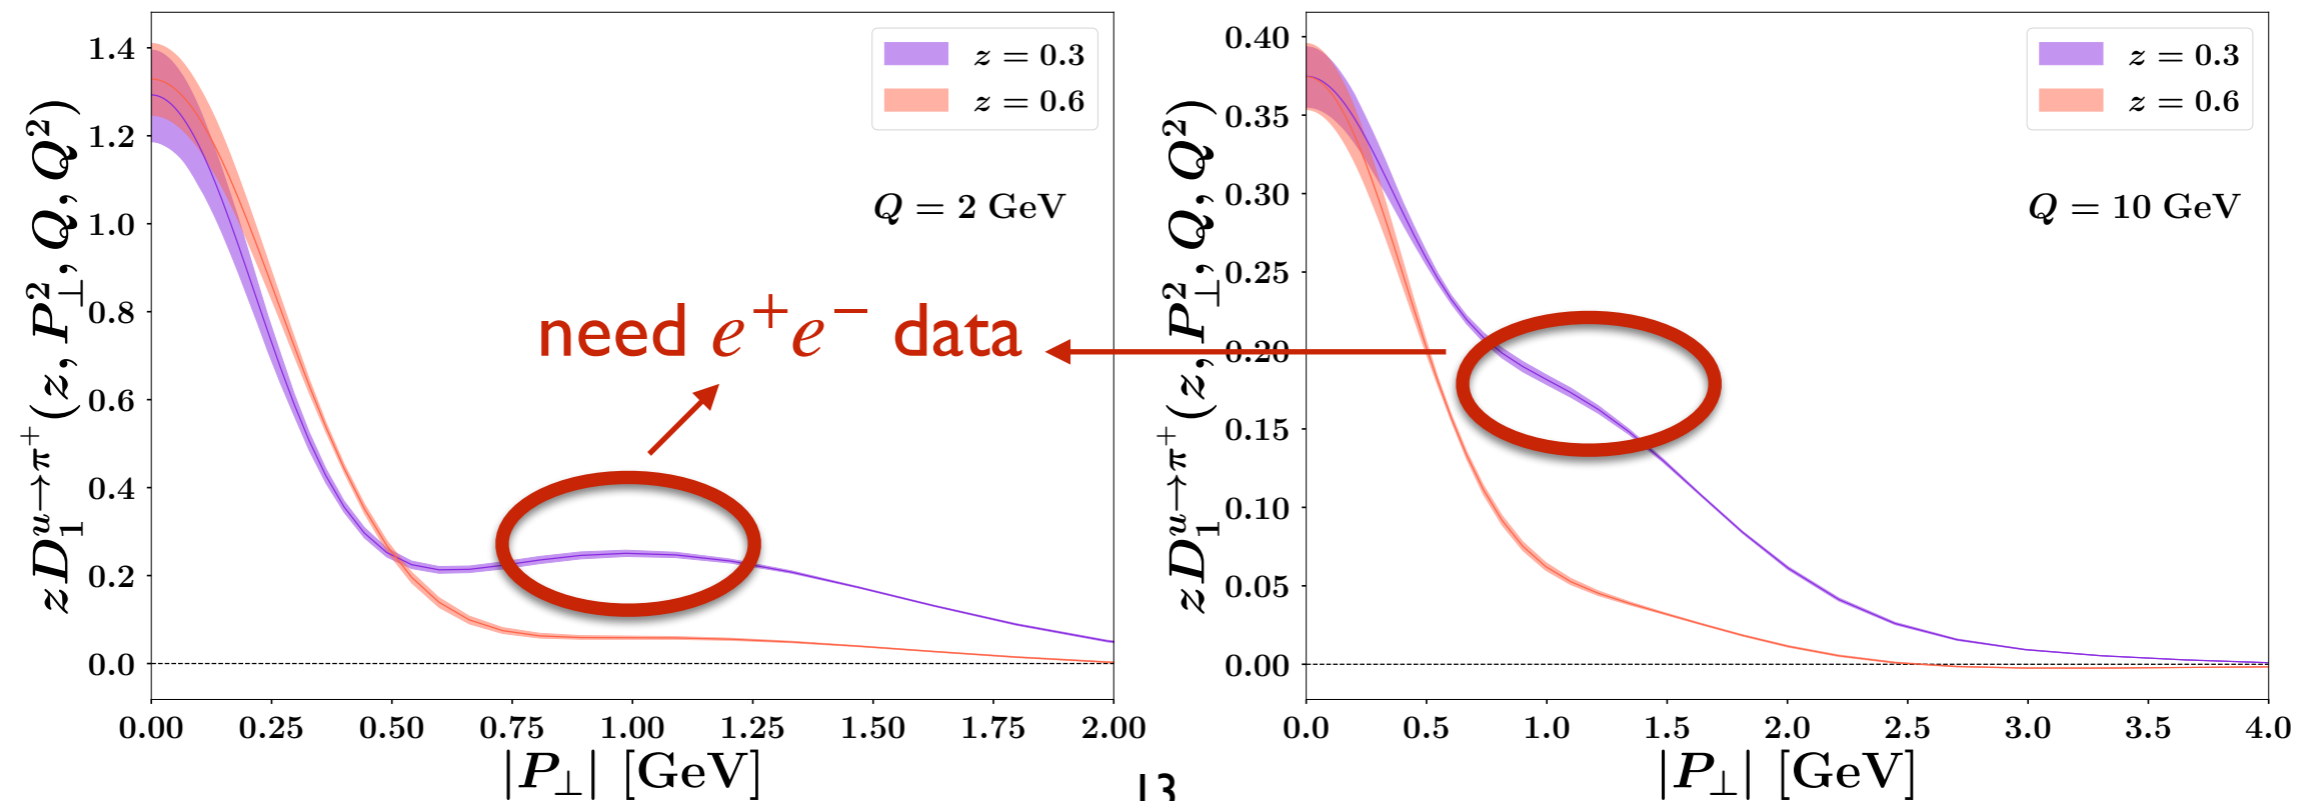 1.4
1.2
1.0
0.8
0.6
0.4
0.2
0.0
zD_1^{u→π^+}(z, P_⊥^2, Q, Q^2)
z = 0.3
z = 0.6
Q = 2 GeV
need e^+e^- data
0.00 0.25 0.50 0.75 1.00 1.25 1.50 1.75 2.00
|P_⊥| [GeV]
0.40
0.35
0.30
0.25
0.20
0.15
0.10
0.05
0.00
zD_1^{u→π^+}(z, P_⊥^2, Q, Q^2)
z = 0.3
z = 0.6
Q = 10 GeV
0.0 0.5 1.0 1.5 2.0 2.5 3.0 3.5 4.0
|P_⊥| [GeV]
13